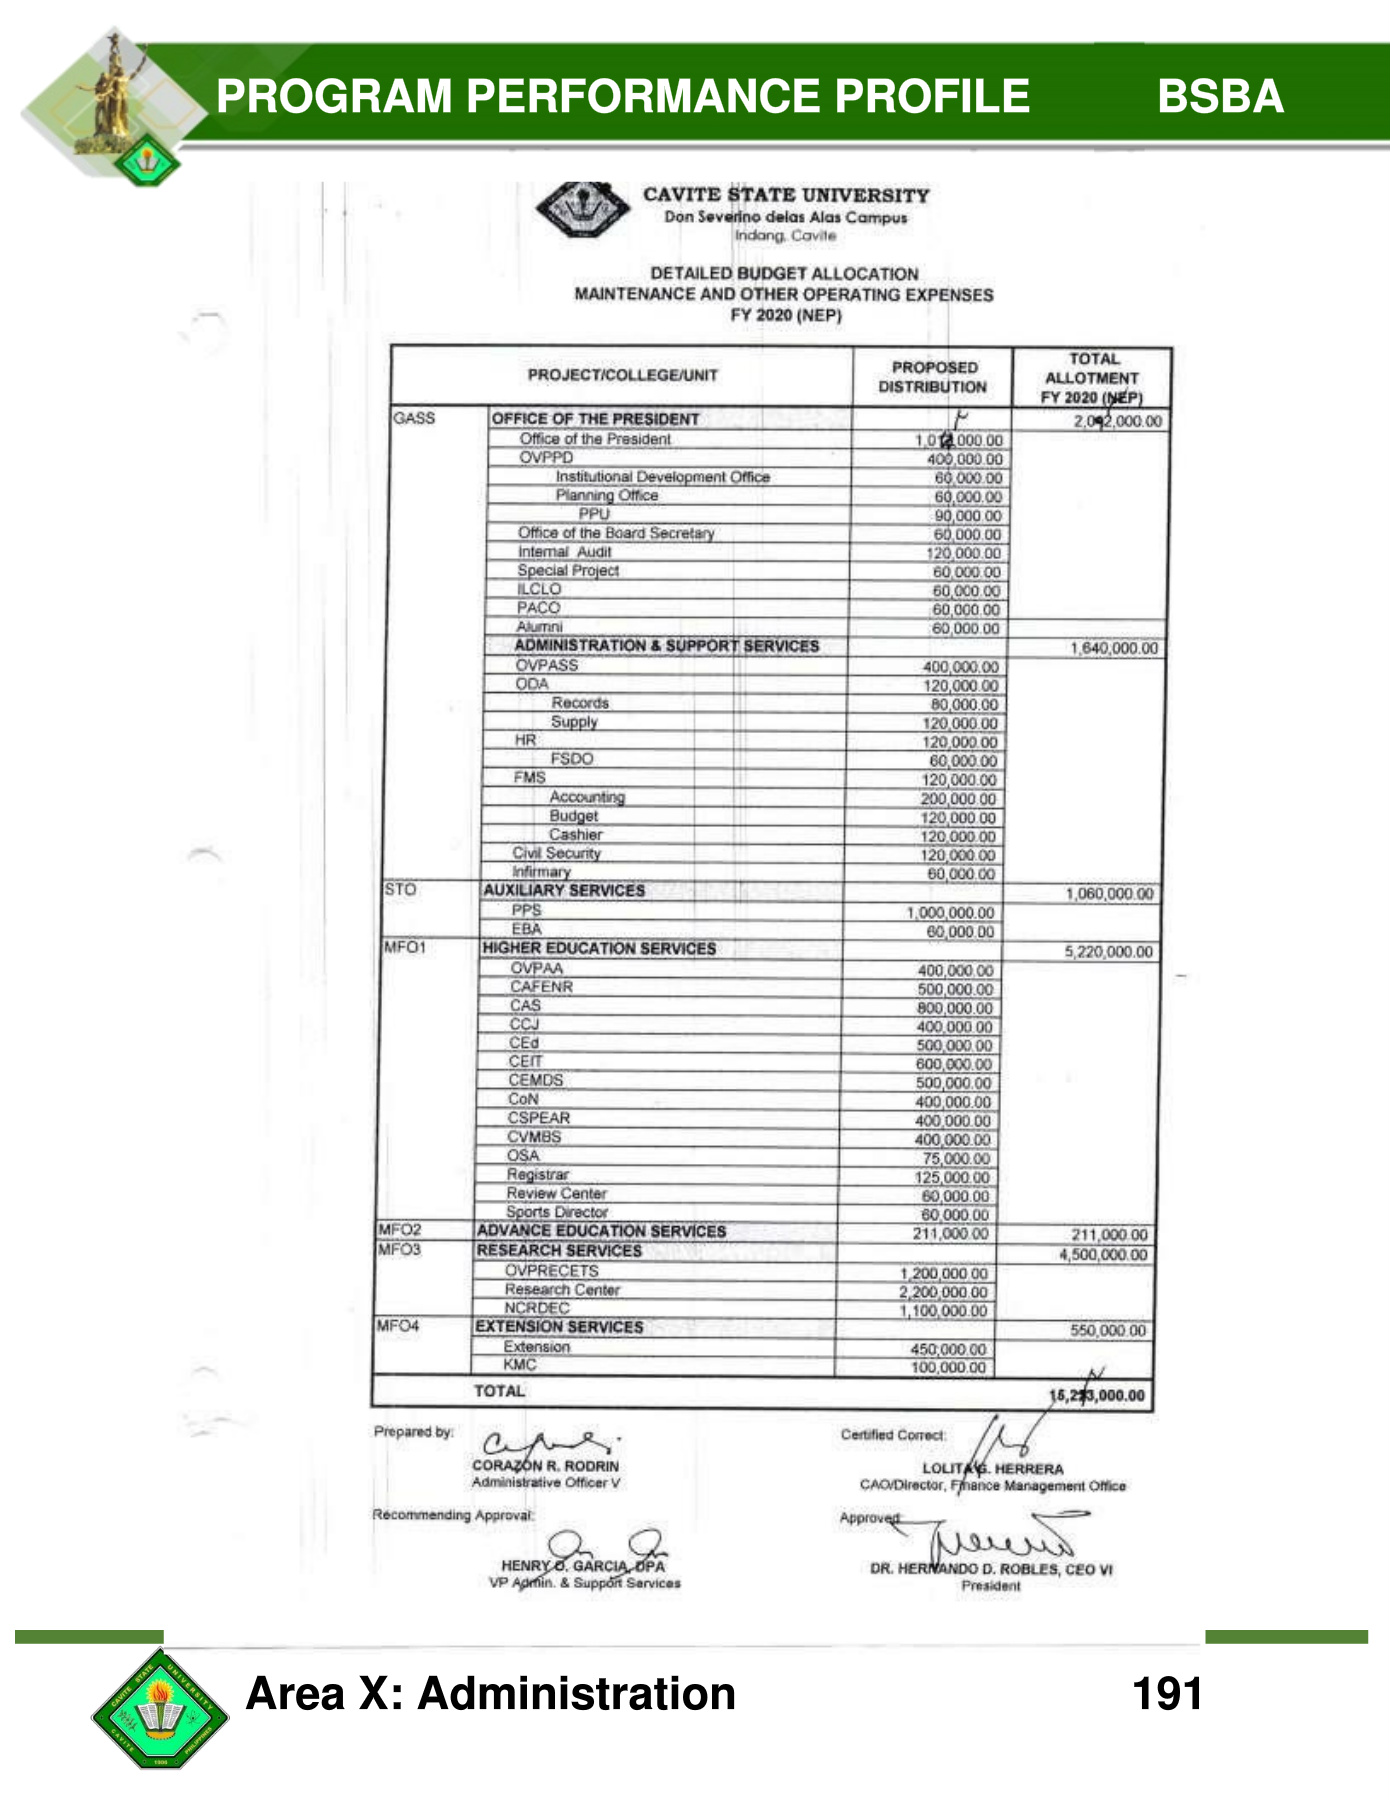 PROGRAM PERFORMANCE PROFILE BSBA
CAVITE STATE UNIVERSITY
Don Severino delas Alas Campus
Indang, Cavite
DETAILED BUDGET ALLOCATION
MAINTENANCE AND OTHER OPERATING EXPENSES
FY 2020 (NEP)
PROJECT/COLLEGE/UNIT PROPOSED DISTRIBUTION TOTAL ALLOTMENT FY 2020 (NEP)
GASS OFFICE OF THE PRESIDENT 2,092,000.00
Office of the President
OVPPD 400,000.00
Institutional Development Office 60,000.00
Planning Office 60,000.00
PPU 90,000.00
Office of the Board Secretary 60,000.00
Internal Audit 120,000.00
Special Project 60,000.00
ILCLO 60,000.00
PACO 60,000.00
Alumni 60,000.00
ADMINISTRATION & SUPPORT SERVICES 1,640,000.00
OVPASS 400,000.00
ODA 120,000.00
Records 80,000.00
Supply 120,000.00
HR 120,000.00
FSDO 60,000.00
FMS 120,000.00
Accounting 200,000.00
Budget 120,000.00
Cashier 120,000.00
Civil Security 120,000.00
Infirmary 60,000.00
STO AUXILIARY SERVICES 1,060,000.00
PPS 1,000,000.00
EBA 60,000.00
MFO1 HIGHER EDUCATION SERVICES 5,220,000.00
OVPAA 400,000.00
CAFENR 500,000.00
CAS 800,000.00
CCJ 400,000.00
CEd 500,000.00
CEIT 600,000.00
CEMDS 500,000.00
CoN 400,000.00
CSPEAR 400,000.00
CVMBS 400,000.00
OSA 75,000.00
Registrar 125,000.00
Review Center 60,000.00
Sports Director 60,000.00
MFO2 ADVANCE EDUCATION SERVICES 211,000.00 211,000.00
MFO3 RESEARCH SERVICES 4,500,000.00
OVPRECETS 1,200,000.00
Research Center 2,200,000.00
NCRDEC 1,100,000.00
MFO4 EXTENSION SERVICES 550,000.00
Extension 450,000.00
KMC 100,000.00
TOTAL
Prepared by: Certified Correct:
CORAZON R. RODRIN LOLITA G. HERRERA
Administrative Officer V CAO/Director, Finance Management Office
Recommending Approval: Approved:
HENRY O. GARCIA, DPA DR. HERNANDO D. ROBLES, CEO VI
VP Admin. & Support Services President
CAVITE STATE UNIVERSITY
CAVITE 1906 PHILIPPINES
Area X: Administration 191